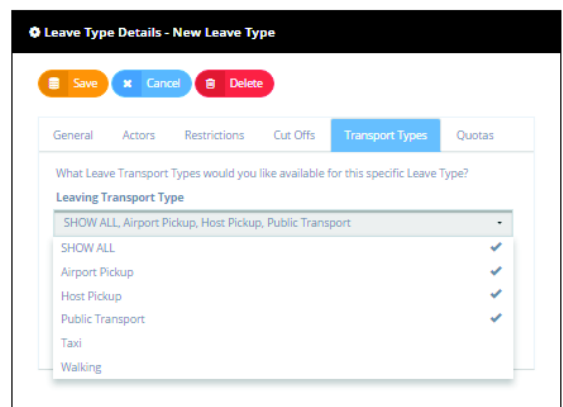 Leave Type Details - New Leave Type
Save Cancel Delete
General Actors Restrictions Cut Offs Transport Types Quotas
What Leave Transport Types would you like available for this specific Leave Type?
Leaving Transport Type
SHOW ALL, Airport Pickup, Host Pickup, Public Transport
SHOW ALL
Airport Pickup
Host Pickup
Public Transport
Taxi
Walking